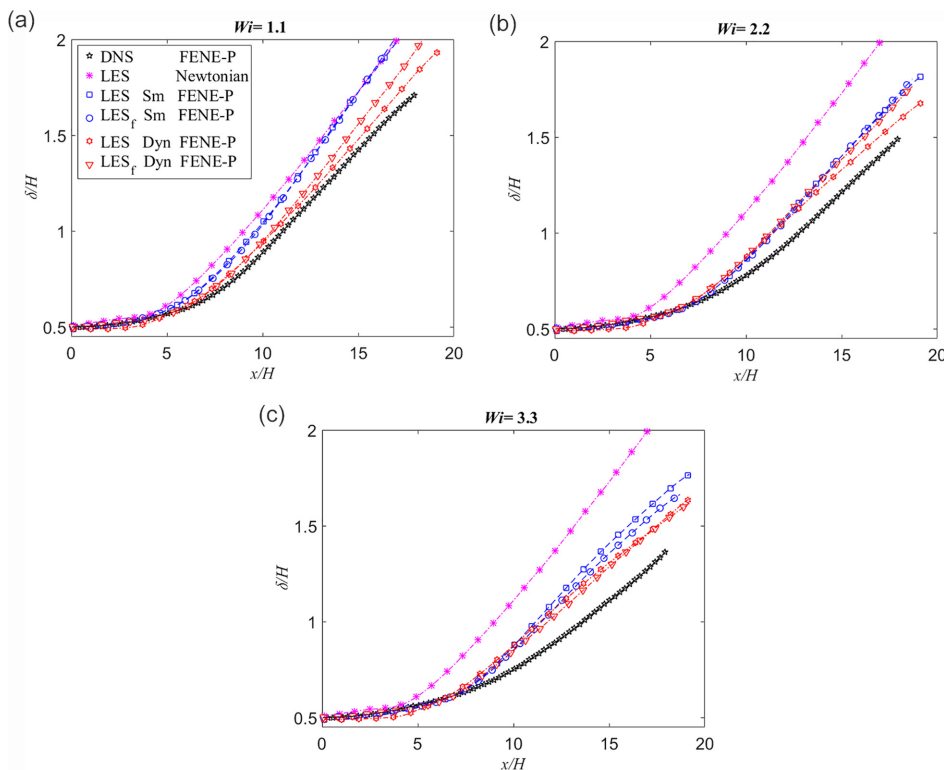 (a)
Wi= 1.1
2
1.5
1
0.5
0 5 10 15 20
δ/H
x/H
DNS FENE-P
LES Newtonian
LES Sm FENE-P
LESf Sm FENE-P
LES Dyn FENE-P
LESf Dyn FENE-P
(b)
Wi= 2.2
2
1.5
1
0.5
0 5 10 15 20
δ/H
x/H
(c)
Wi= 3.3
2
1.5
1
0.5
0 5 10 15 20
δ/H
x/H